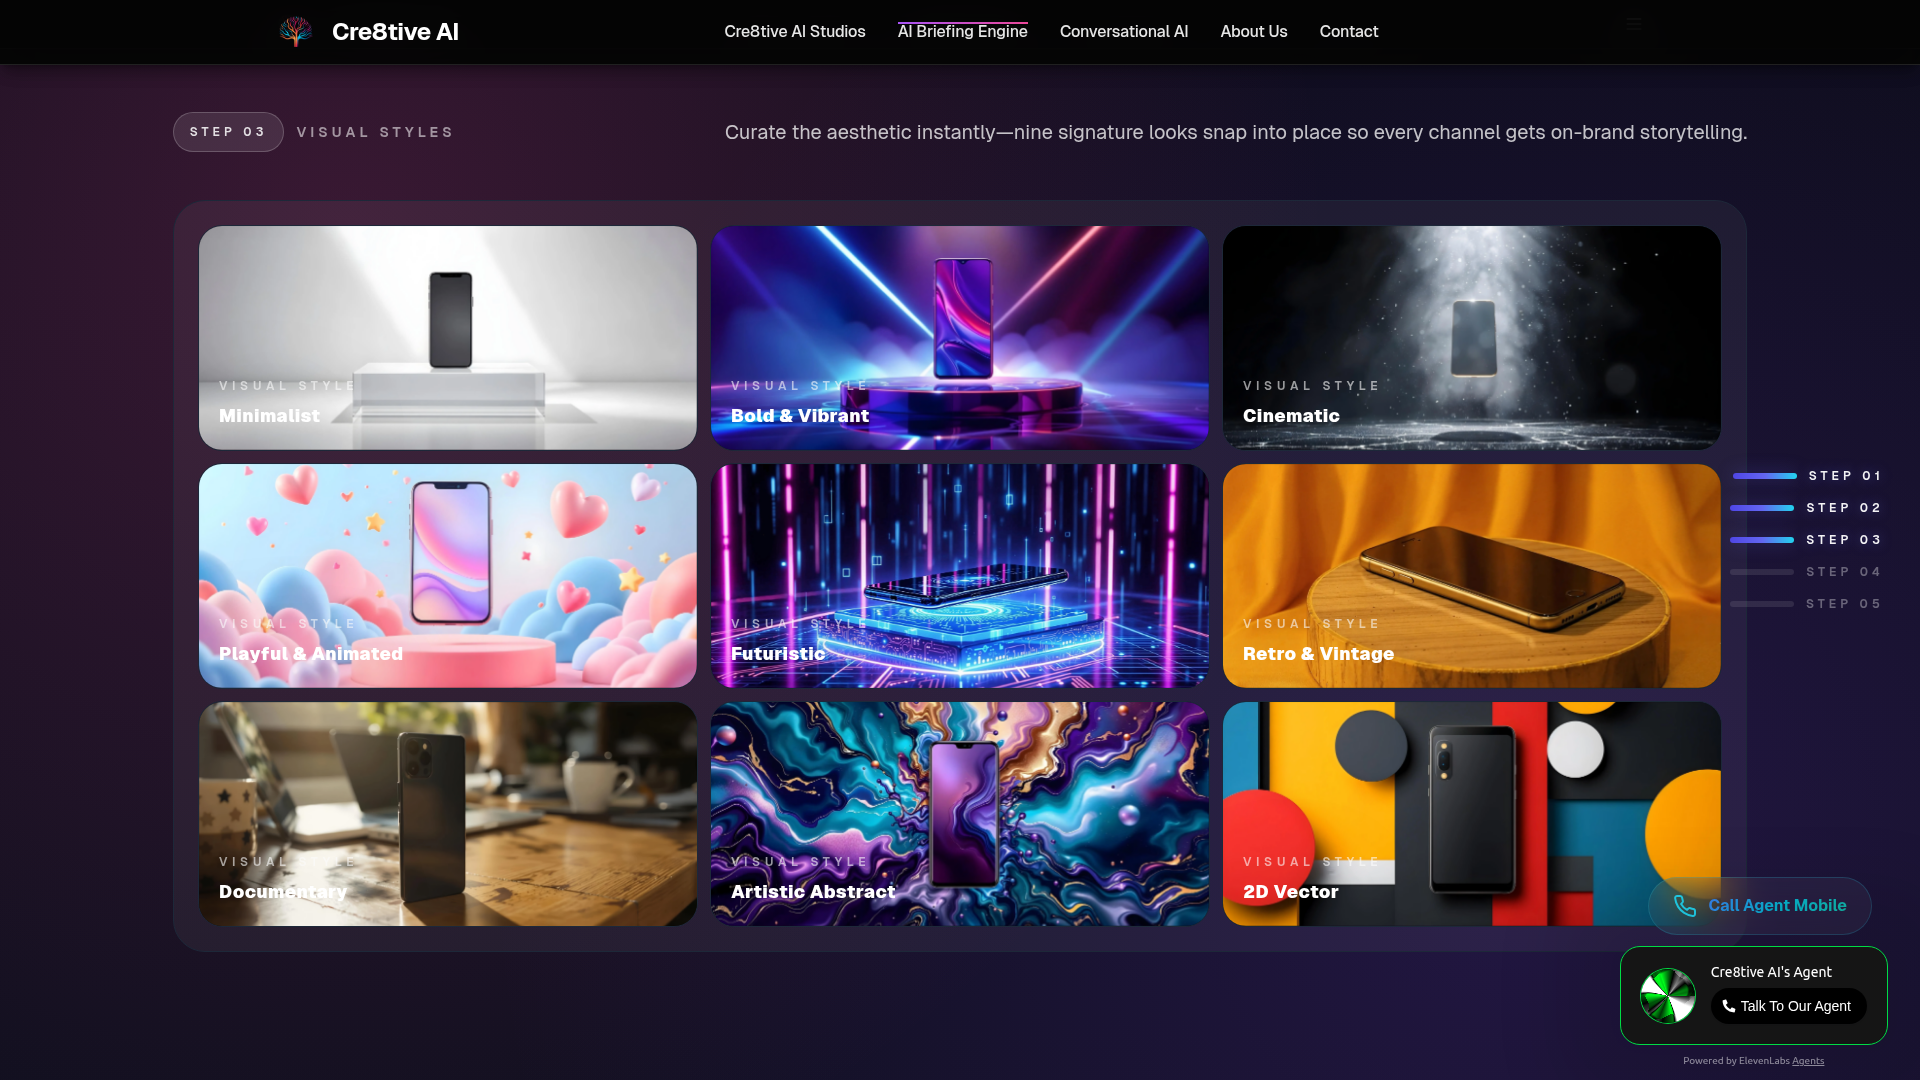 Cre8tive AI
Cre8tive AI Studios
AI Briefing Engine
Conversational AI
About Us
Contact
STEP 03
VISUAL STYLES
Curate the aesthetic instantly—nine signature looks snap into place so every channel gets on-brand storytelling.
VISUAL STYLE
Minimalist
VISUAL STYLE
Bold & Vibrant
VISUAL STYLE
Cinematic
VISUAL STYLE
Playful & Animated
VISUAL STYLE
Futuristic
VISUAL STYLE
Retro & Vintage
VISUAL STYLE
Documentary
VISUAL STYLE
Artistic Abstract
VISUAL STYLE
2D Vector
STEP 01
STEP 02
STEP 03
STEP 04
STEP 05
Call Agent Mobile
Cre8tive AI's Agent
Talk To Our Agent
Powered by ElevenLabs Agents